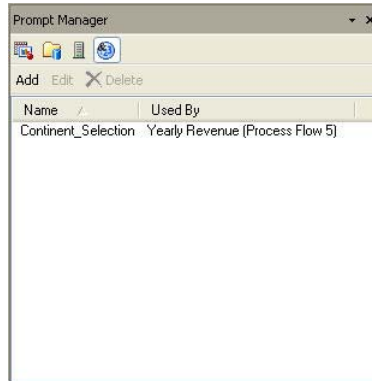 Prompt Manager
Add Edit Delete
Name Used By
Continent_Selection Yearly Revenue (Process Flow 5)